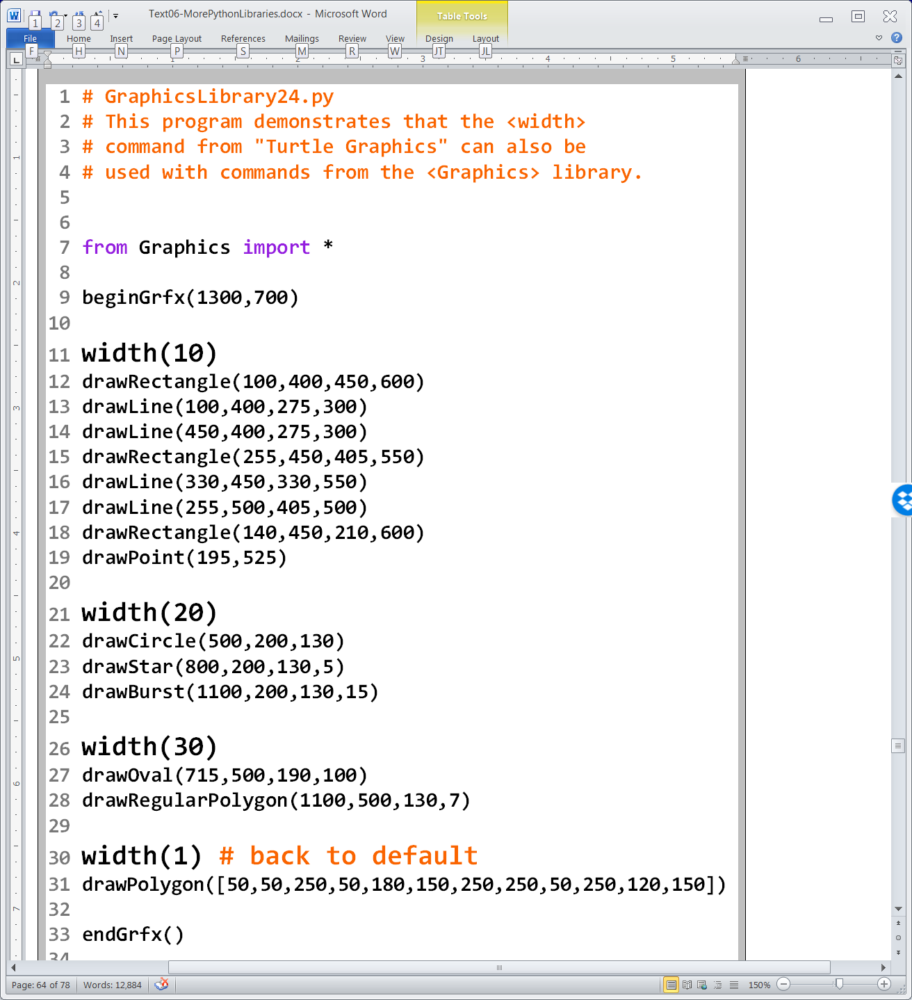 Text06-MorePythonLibraries.docx - Microsoft Word
Table Tools
1 2 3 4
File Home Insert Page Layout References Mailings Review View Design Layout
F H N P S M R W JT JL
1 2 3 4 5 6
1 # GraphicsLibrary24.py
2 # This program demonstrates that the <width>
3 # command from "Turtle Graphics" can also be
4 # used with commands from the <Graphics> library.
5
6
7 from Graphics import *
8
9 beginGrfx(1300,700)
10
11 width(10)
12 drawRectangle(100,400,450,600)
13 drawLine(100,400,275,300)
14 drawLine(450,400,275,300)
15 drawRectangle(255,450,405,550)
16 drawLine(330,450,330,550)
17 drawLine(255,500,405,500)
18 drawRectangle(140,450,210,600)
19 drawPoint(195,525)
20
21 width(20)
22 drawCircle(500,200,130)
23 drawStar(800,200,130,5)
24 drawBurst(1100,200,130,15)
25
26 width(30)
27 drawOval(715,500,190,100)
28 drawRegularPolygon(1100,500,130,7)
29
30 width(1) # back to default
31 drawPolygon([50,50,250,50,180,150,250,250,50,250,120,150])
32
33 endGrfx()
34
Page: 64 of 78 Words: 12,884 150%